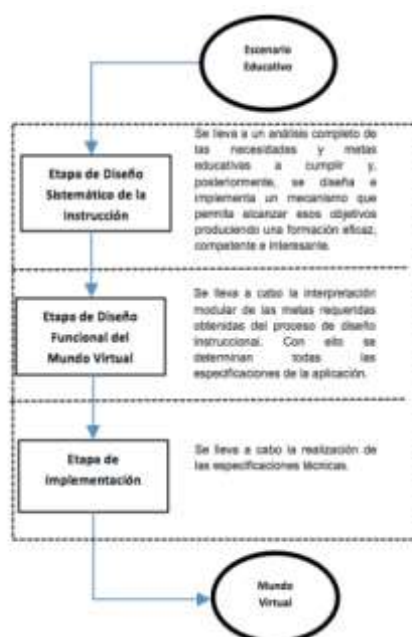 Escenario
Educativo
Se lleva a un análisis completo de
las necesidades y metas
educativas a cumplir y,
posteriormente, se diseña e
implementa un mecanismo que
permita alcanzar esos objetivos
produciendo una formación eficaz,
competente e interesante.
Etapa de Diseño
Sistemático de la
Instrucción
Se lleva a cabo la interpretación
modular de las metas requeridas
obtenidas del proceso de diseño
instruccional. Con ello se
determinan todas las
especificaciones de la aplicación.
Etapa de Diseño
Funcional del
Mundo Virtual
Se lleva a cabo la realización de
las especificaciones técnicas.
Etapa de
Implementación
Mundo
Virtual